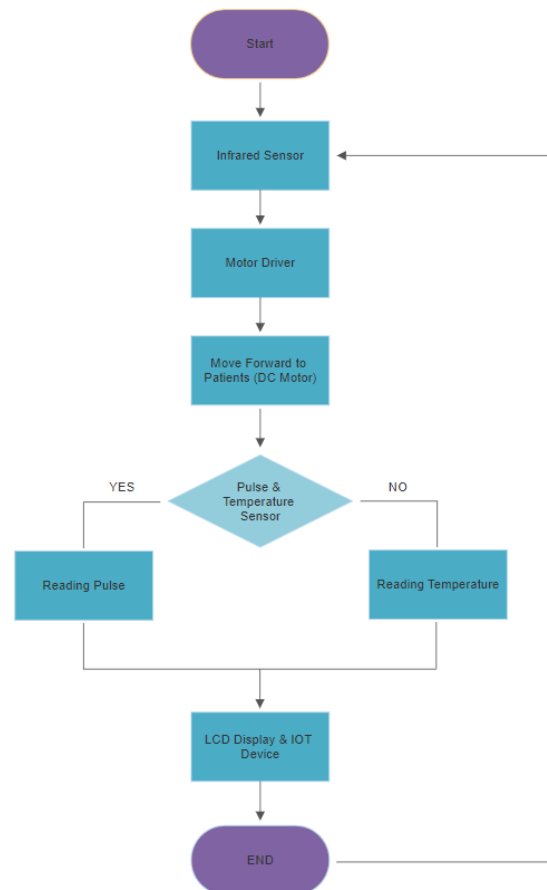 Start
Infrared Sensor
Motor Driver
Move Forward to
Patients (DC Motor)
Pulse &
Temperature
Sensor
YES
NO
Reading Pulse
Reading Temperature
LCD Display & IOT
Device
END